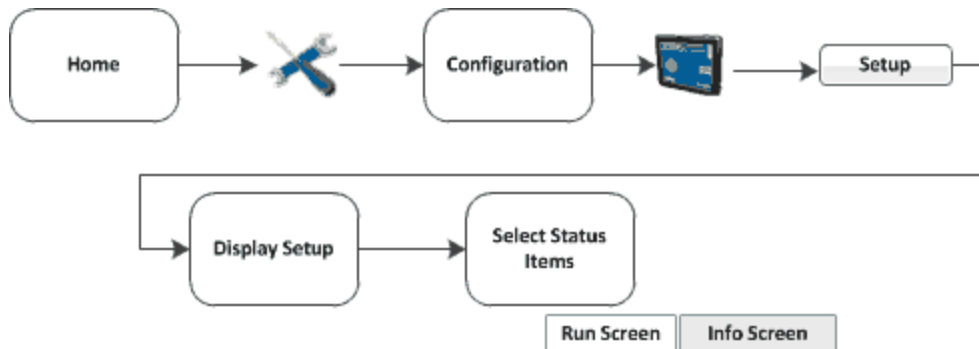 Home
Configuration
Setup
Display Setup
Select Status
Items
Run Screen
Info Screen